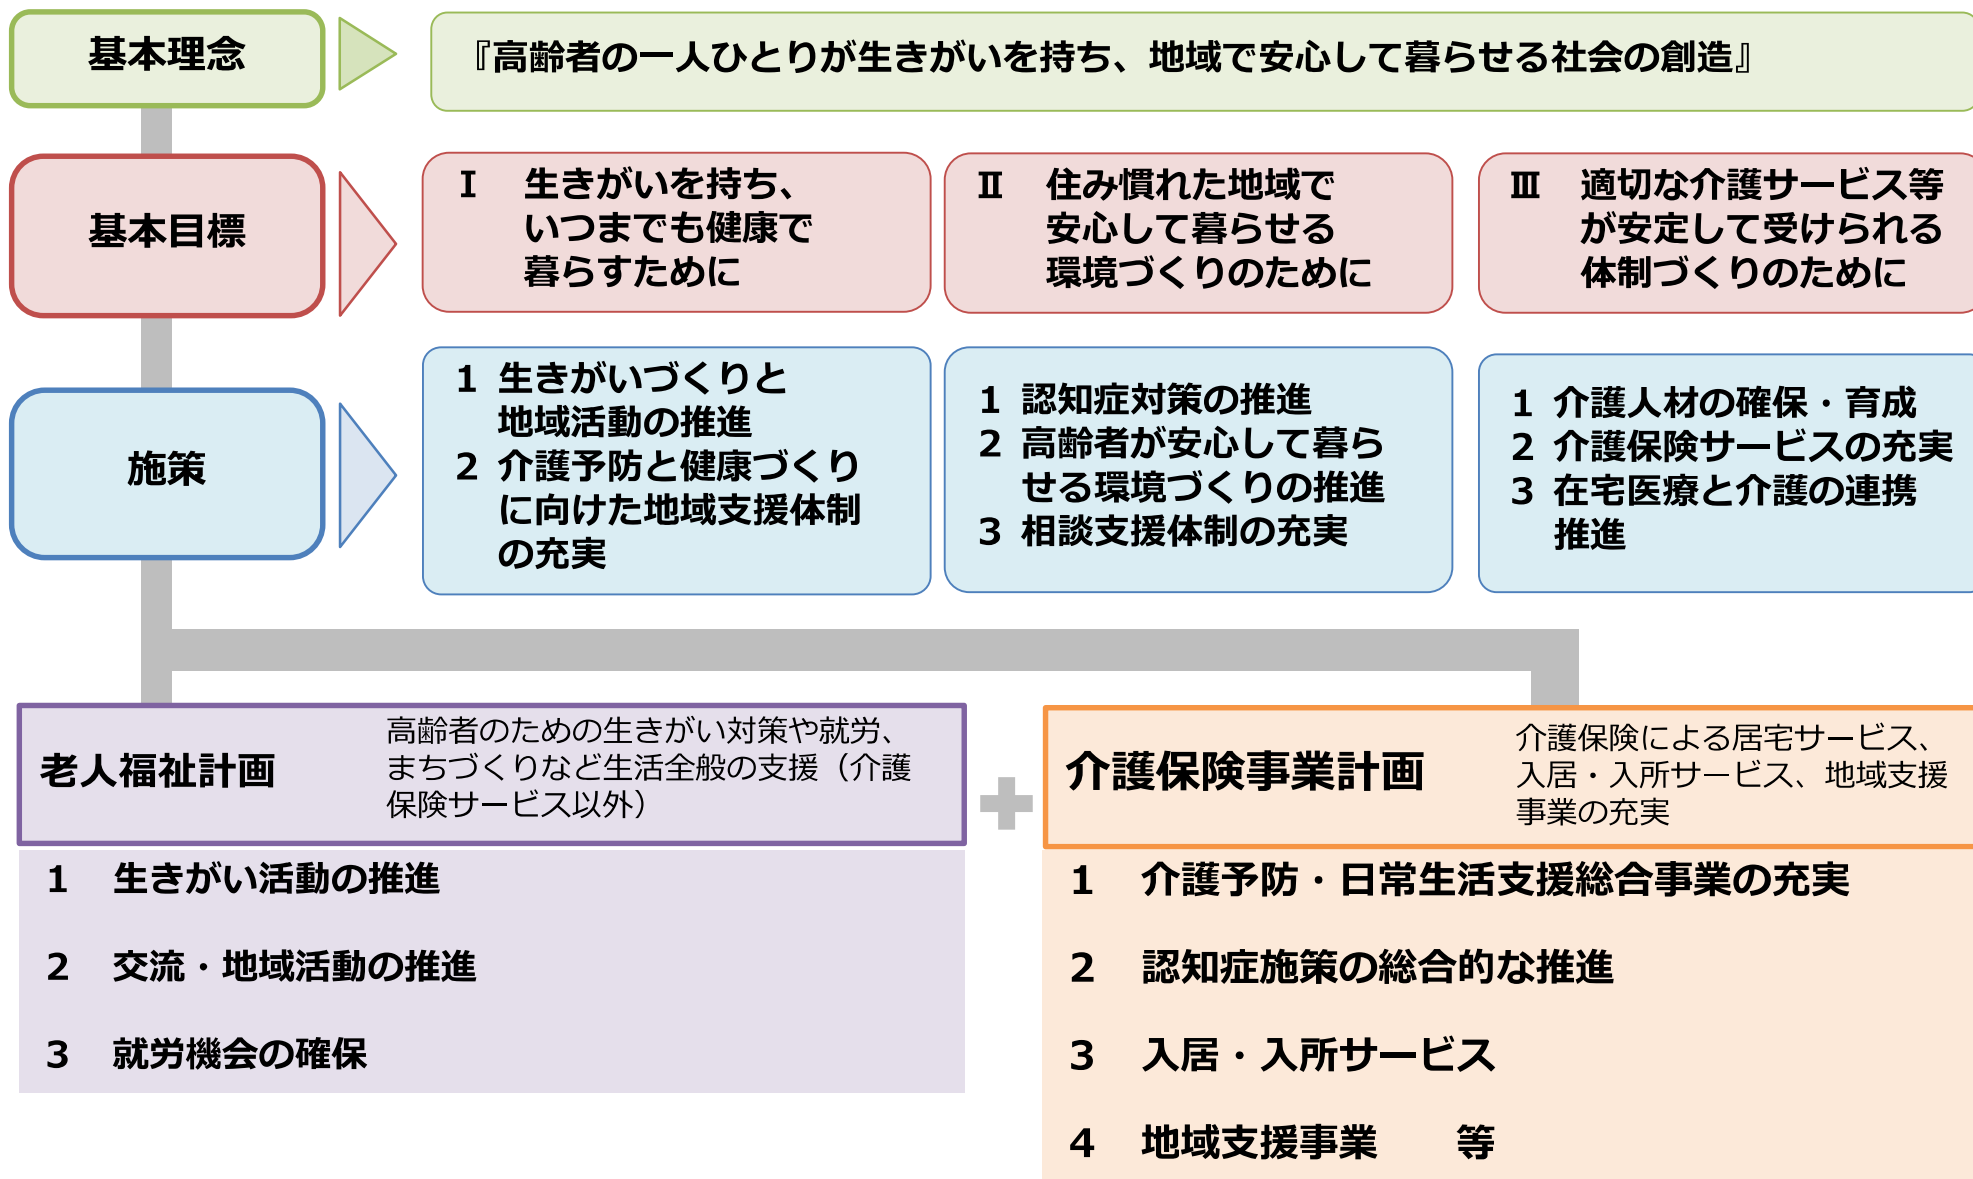 基本理念
『高齢者の一人ひとりが生きがいを持ち、地域で安心して暮らせる社会の創造』
基本目標
Ⅰ 生きがいを持ち、
いつまでも健康で
暮らすために
Ⅱ 住み慣れた地域で
安心して暮らせる
環境づくりのために
Ⅲ 適切な介護サービス等
が安定して受けられる
体制づくりのために
施策
1 生きがいづくりと
地域活動の推進
2 介護予防と健康づくり
に向けた地域支援体制
の充実
1 認知症対策の推進
2 高齢者が安心して暮ら
せる環境づくりの推進
3 相談支援体制の充実
1 介護人材の確保・育成
2 介護保険サービスの充実
3 在宅医療と介護の連携
推進
老人福祉計画
高齢者のための生きがい対策や就労、
まちづくりなど生活全般の支援（介護
保険サービス以外）
1 生きがい活動の推進
2 交流・地域活動の推進
3 就労機会の確保
介護保険事業計画
介護保険による居宅サービス、
入居・入所サービス、地域支援
事業の充実
1 介護予防・日常生活支援総合事業の充実
2 認知症施策の総合的な推進
3 入居・入所サービス
4 地域支援事業 等